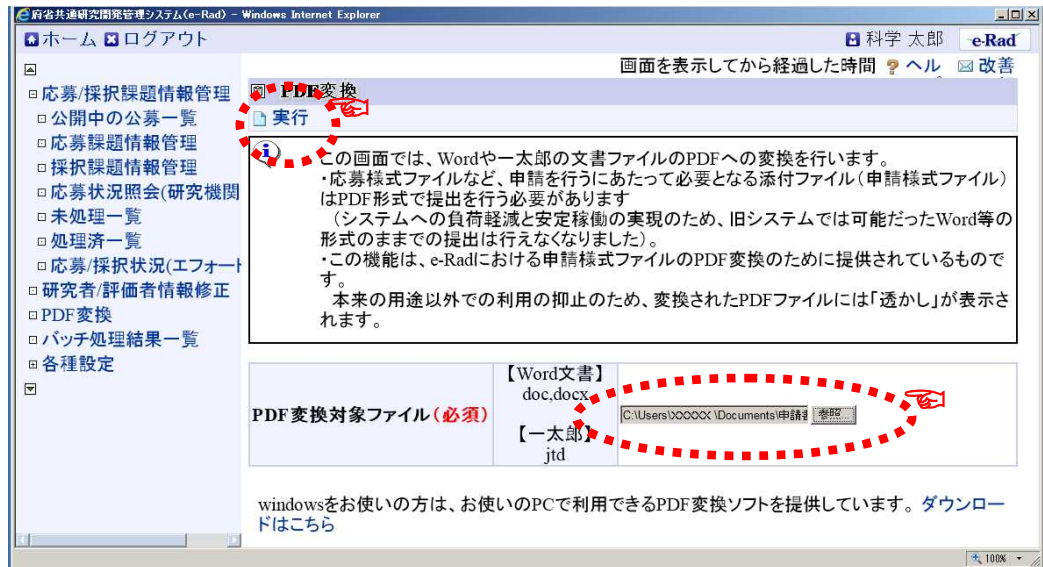 府省共通研究開発管理システム(e-Rad) - Windows Internet Explorer
ホーム ログアウト
科学 太郎 e-Rad
画面を表示してから経過した時間 ヘル 改善
応募/採択課題情報管理
公開中の公募一覧
応募課題情報管理
採択課題情報管理
応募状況照会(研究機関
未処理一覧
処理済一覧
応募/採択状況(エフォート
研究者/評価者情報修正
PDF変換
バッチ処理結果一覧
各種設定
PDF変換
実行
この画面では、Wordや一太郎の文書ファイルのPDFへの変換を行います。
・応募様式ファイルなど、申請を行うにあたって必要となる添付ファイル(申請様式ファイル)
はPDF形式で提出を行う必要があります
(システムへの負荷軽減と安定稼働の実現のため、旧システムでは可能だったWord等の
形式のままでの提出は行えなくなりました)。
・この機能は、e-Radにおける申請様式ファイルのPDF変換のために提供されているもので
す。
本来の用途以外での利用の抑止のため、変換されたPDFファイルには「透かし」が表示さ
れます。
PDF変換対象ファイル(必須)
【Word文書】
doc,docx
【一太郎】
jtd
C:\Users\XXXXX \Documents\申請書 参照...
windowsをお使いの方は、お使いのPCで利用できるPDF変換ソフトを提供しています。ダウンロー
ドはこちら
100%